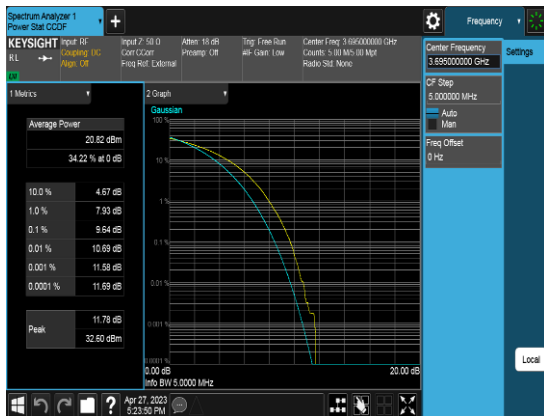 Spectrum Analyzer 1
Power Stat CCDF
Frequency
KEYSIGHT
RL
Input: RF
Coupling: DC
Align: Off
Input Z: 50 Ω
Corr CCorr
Freq Ref: External
Atten: 18 dB
Preamp: Off
Trig: Free Run
#IF Gain: Low
Center Freq: 3.695000000 GHz
Counts: 5.00 M/5.00 Mpt
Radio Std: None
LNI
Center Frequency
3.695000000 GHz
Settings
CF Step
5.000000 MHz
Auto
Man
Freq Offset
0 Hz
Local
1 Metrics
Average Power
20.82 dBm
34.22 % at 0 dB
10.0 % 4.67 dB
1.0 % 7.93 dB
0.1 % 9.64 dB
0.01 % 10.69 dB
0.001 % 11.58 dB
0.0001 % 11.69 dB
Peak
11.78 dB
32.60 dBm
2 Graph
Gaussian
100 %
10 %
1 %
0.1 %
0.01 %
0.001 %
0.0001 %
0.00 dB
20.00 dB
Info BW 5.0000 MHz
?
Apr 27, 2023
5:23:50 PM